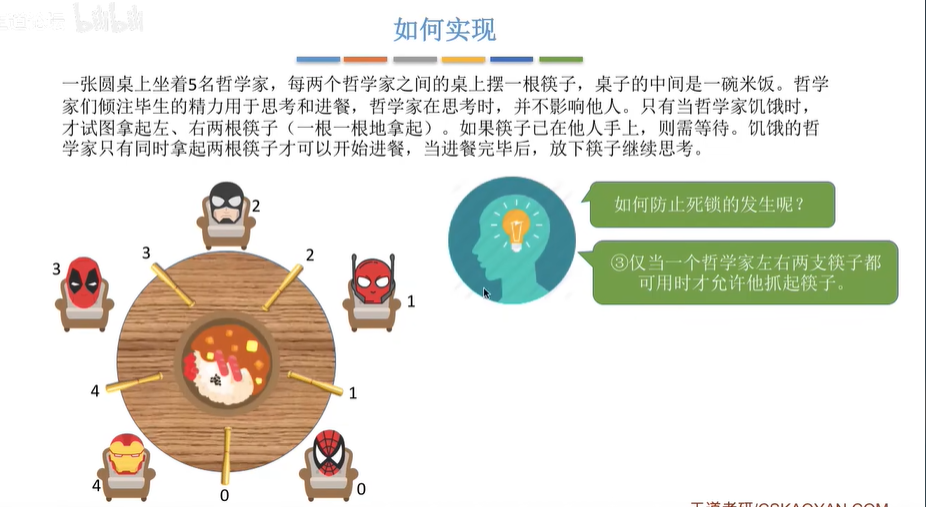 如何实现
一张圆桌上坐着5名哲学家，每两个哲学家之间的桌上摆一根筷子，桌子的中间是一碗米饭。哲学
家们倾注毕生的精力用于思考和进餐，哲学家在思考时，并不影响他人。只有当哲学家饥饿时，
才试图拿起左、右两根筷子（一根一根地拿起）。如果筷子已在他人手上，则需等待。饥饿的哲
学家只有同时拿起两根筷子才可以开始进餐，当进餐完毕后，放下筷子继续思考。
如何防止死锁的发生呢？
③仅当一个哲学家左右两支筷子都
可用时才允许他抓起筷子。
2
3
2
3
1
4
1
4
0
0
王道考研/CSKAOYAN.COM
bilibili